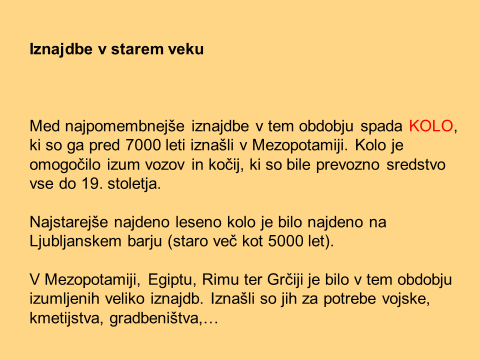 Iznajdbe v starem veku
Med najpomembnejše iznajdbe v tem obdobju spada KOLO,
ki so ga pred 7000 leti iznašli v Mezopotamiji. Kolo je
omogočilo izum vozov in kočij, ki so bile prevozno sredstvo
vse do 19. stoletja.
Najstarejše najdeno leseno kolo je bilo najdeno na
Ljubljanskem barju (staro več kot 5000 let).
V Mezopotamiji, Egiptu, Rimu ter Grčiji je bilo v tem obdobju
izumljenih veliko iznajdb. Iznašli so jih za potrebe vojske,
kmetijstva, gradbeništva,…